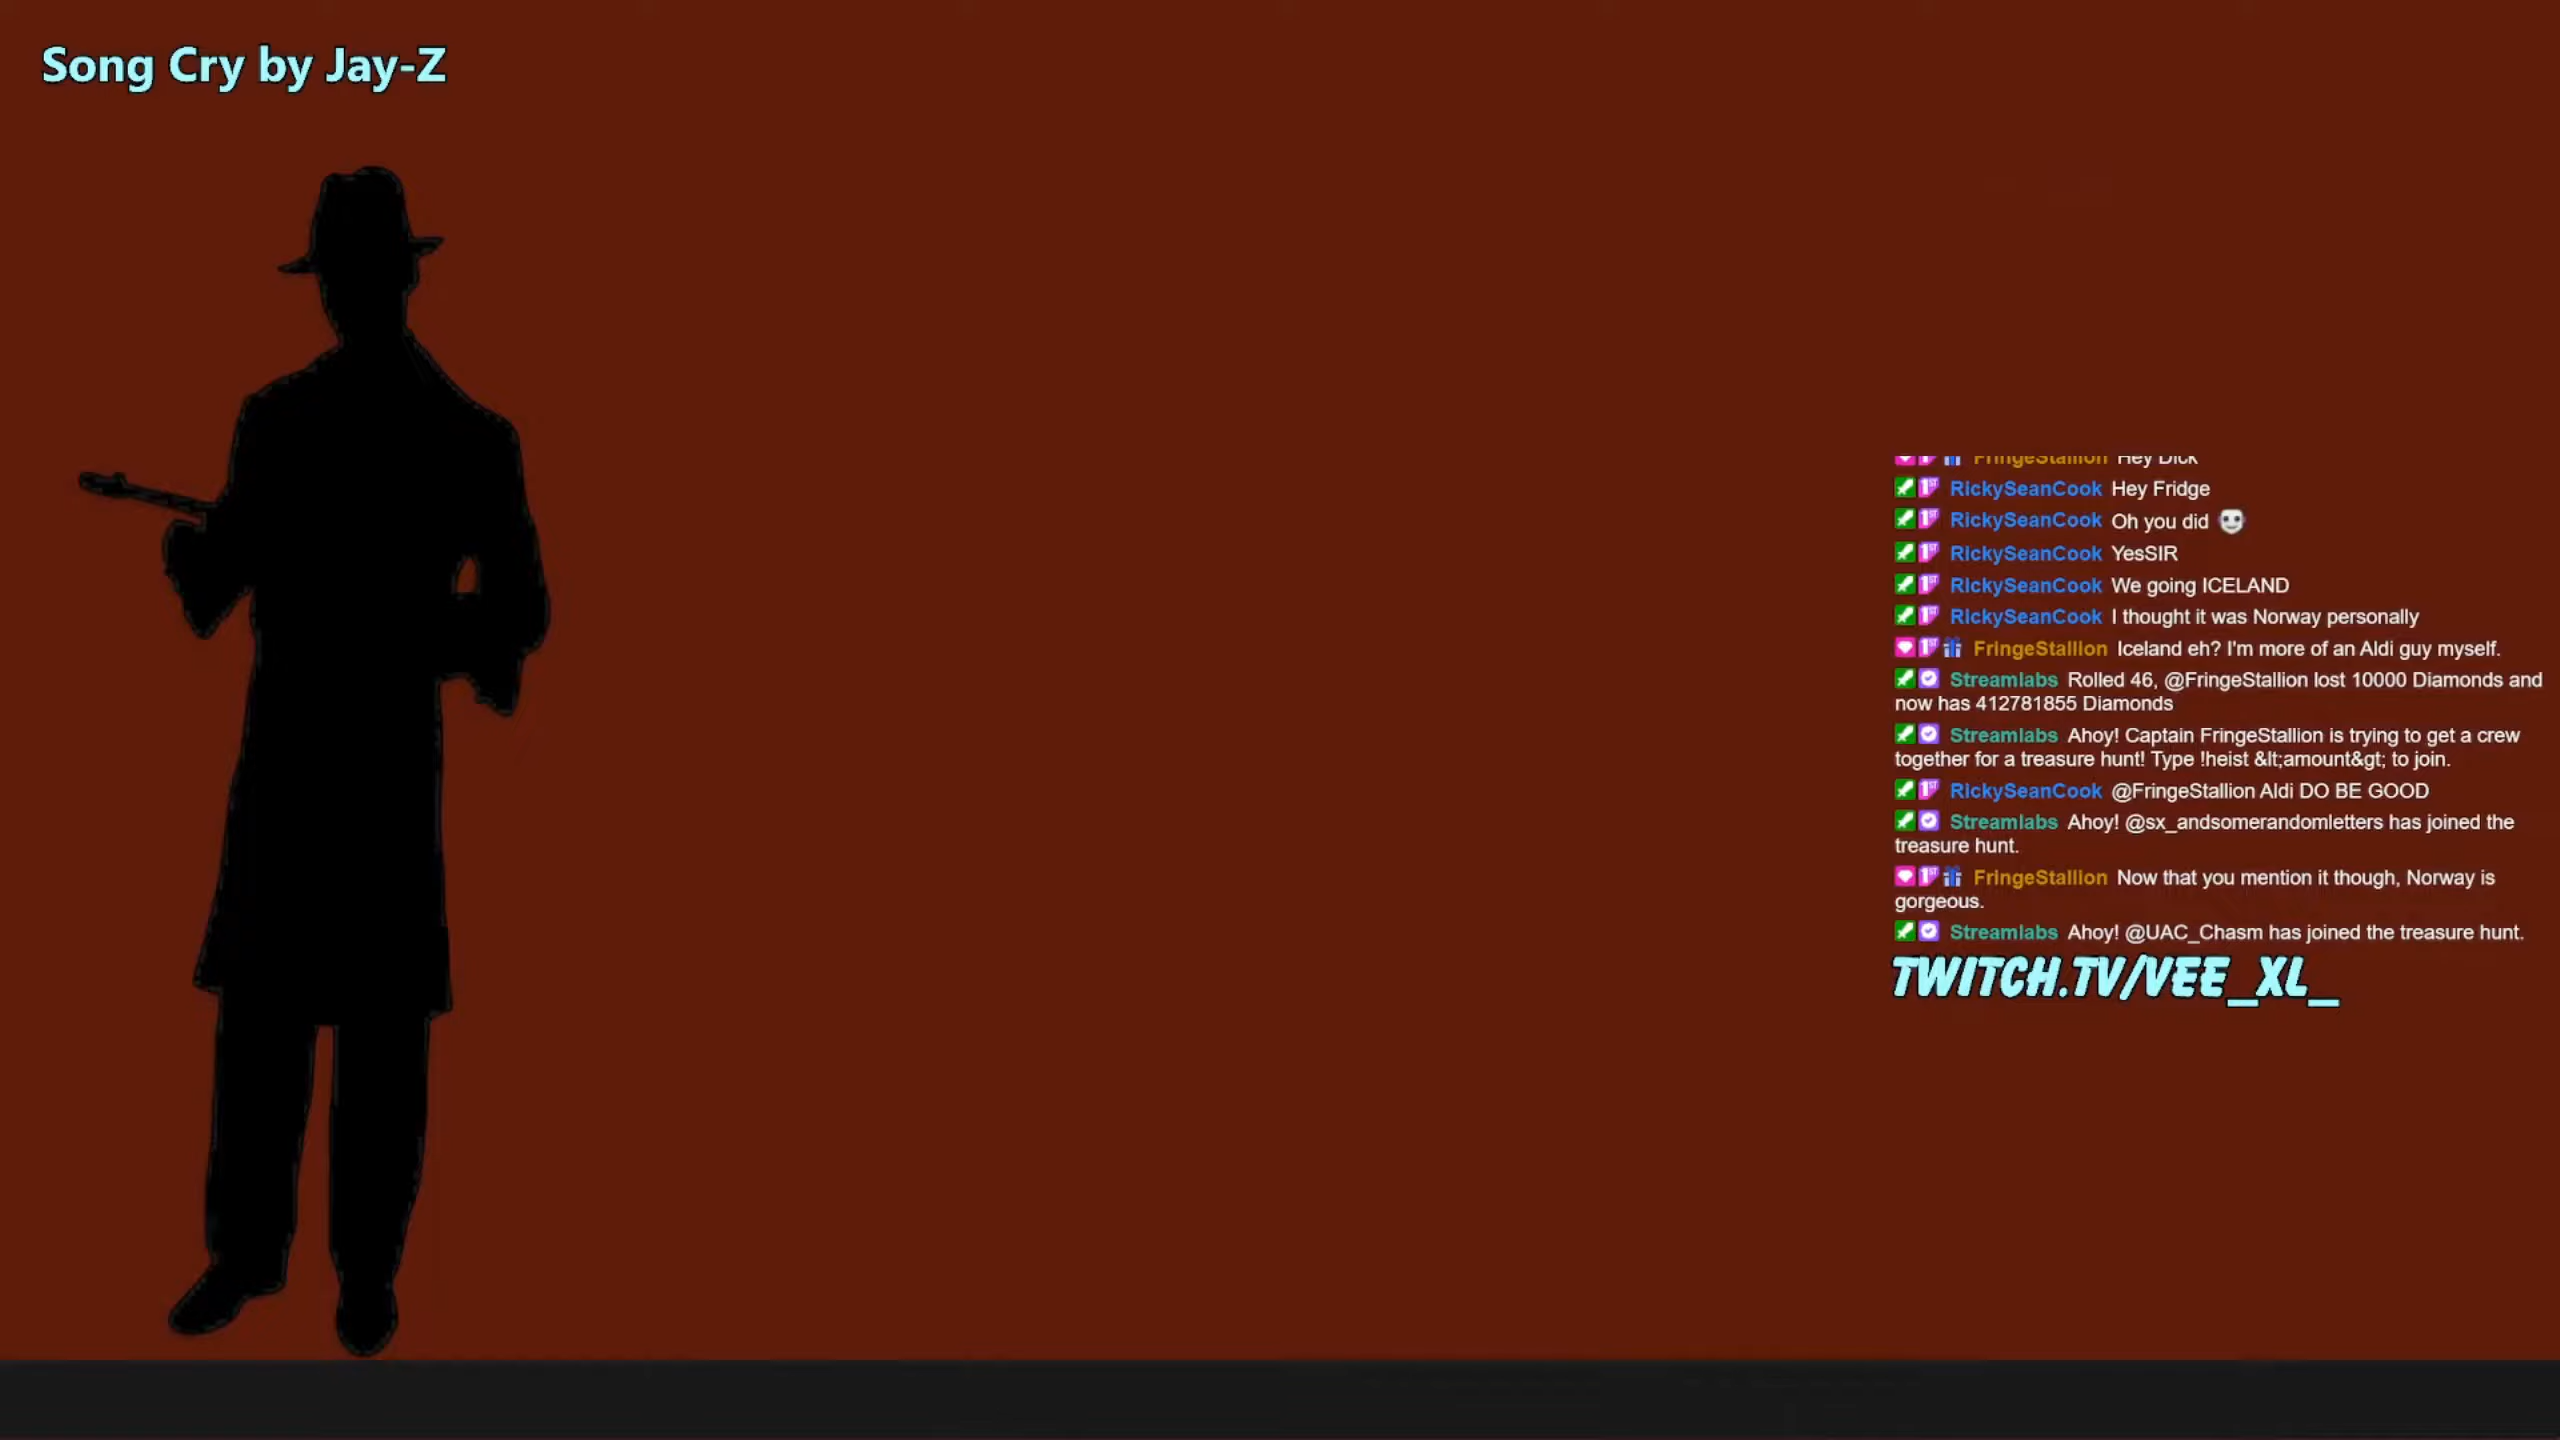 Song Cry by Jay-Z
FringeStallion Hey Dick
RickySeanCook Hey Fridge
RickySeanCook Oh you did
RickySeanCook YesSIR
RickySeanCook We going ICELAND
RickySeanCook I thought it was Norway personally
FringeStallion Iceland eh? I'm more of an Aldi guy myself.
Streamlabs Rolled 46, @FringeStallion lost 10000 Diamonds and
now has 412781855 Diamonds
Streamlabs Ahoy! Captain FringeStallion is trying to get a crew
together for a treasure hunt! Type !heist &lt;amount&gt; to join.
RickySeanCook @FringeStallion Aldi DO BE GOOD
Streamlabs Ahoy! @sx_andsomerandomletters has joined the
treasure hunt.
FringeStallion Now that you mention it though, Norway is
gorgeous.
Streamlabs Ahoy! @UAC_Chasm has joined the treasure hunt.
TWITCH.TV/VEE_XL_